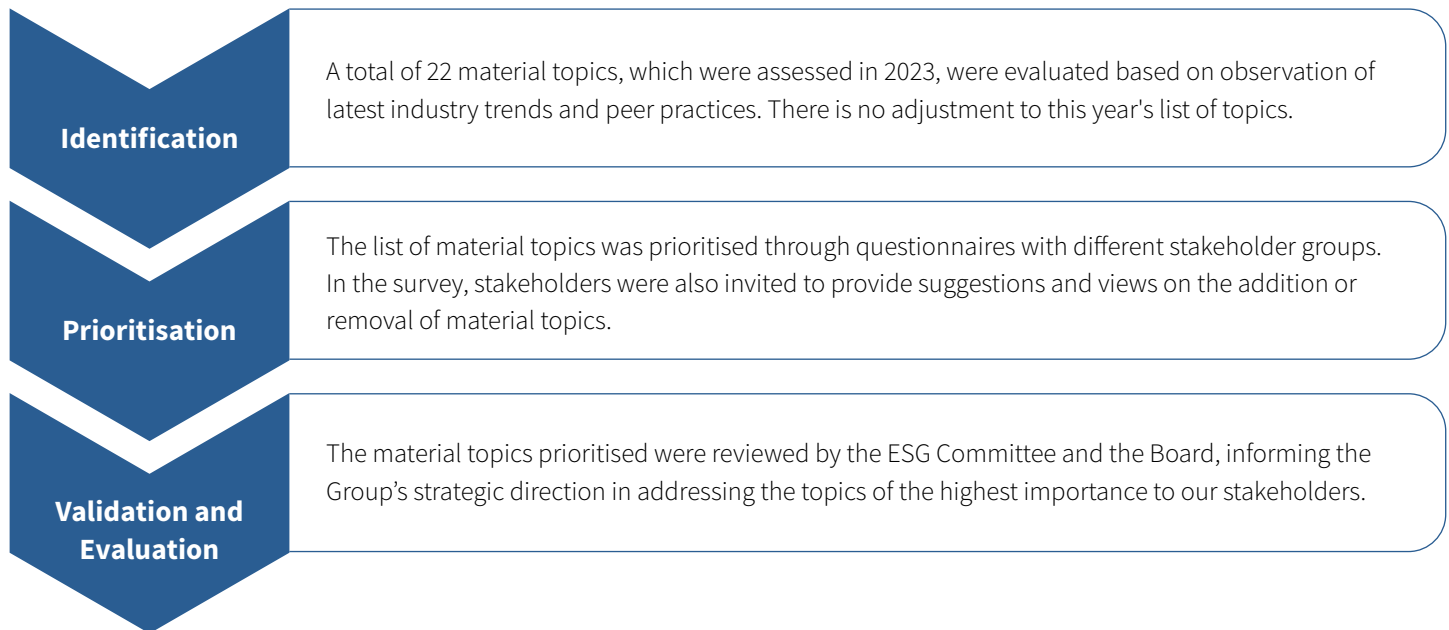 Identification
A total of 22 material topics, which were assessed in 2023, were evaluated based on observation of
latest industry trends and peer practices. There is no adjustment to this year's list of topics.
Prioritisation
The list of material topics was prioritised through questionnaires with different stakeholder groups.
In the survey, stakeholders were also invited to provide suggestions and views on the addition or
removal of material topics.
Validation and
Evaluation
The material topics prioritised were reviewed by the ESG Committee and the Board, informing the
Group’s strategic direction in addressing the topics of the highest importance to our stakeholders.